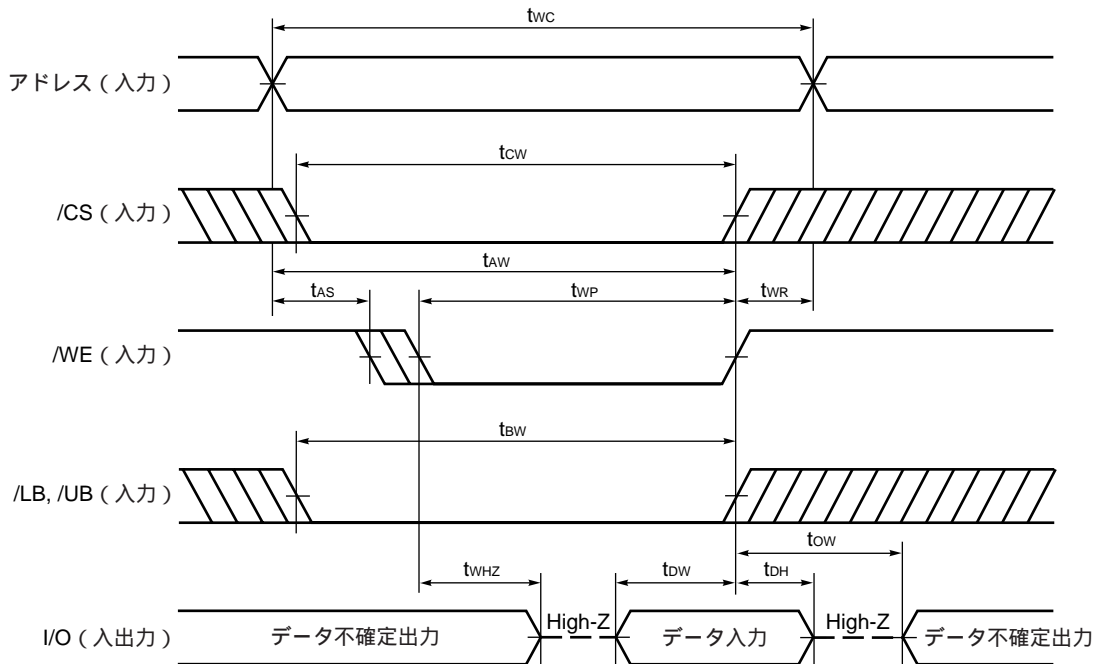 tWC
アドレス（入力）
tCW
/CS（入力）
tAW
tAS
tWP
tWR
/WE（入力）
tBW
/LB, /UB（入力）
tOW
tWHZ
tDW
tDH
I/O（入出力）
データ不確定出力
High-Z
データ入力
High-Z
データ不確定出力